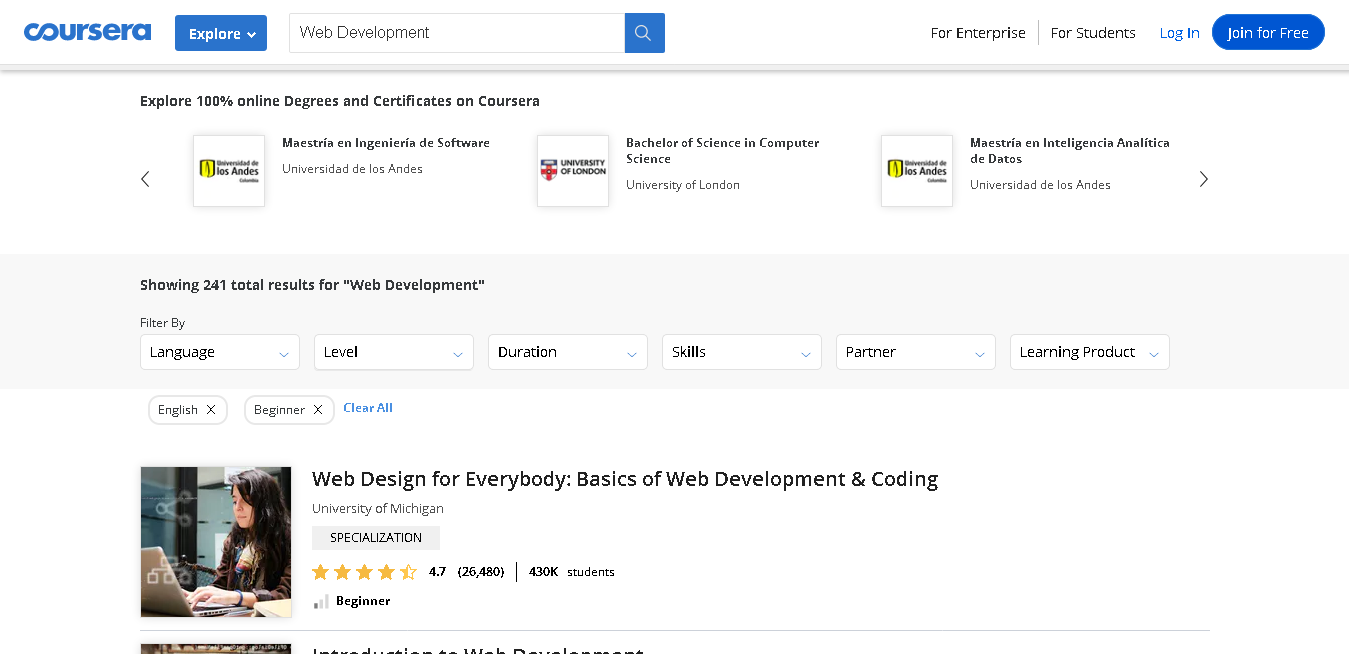 coursera
Explore
Web Development
For Enterprise
For Students
Log In
Join for Free
Explore 100% online Degrees and Certificates on Coursera
Universidad de
los Andes
Colombia
Maestría en Ingeniería de Software
Universidad de los Andes
UNIVERSITY
OF LONDON
Bachelor of Science in Computer
Science
University of London
Universidad de
los Andes
Colombia
Maestría en Inteligencia Analítica
de Datos
Universidad de los Andes
Showing 241 total results for "Web Development"
Filter By
Language
Level
Duration
Skills
Partner
Learning Product
English X
Beginner X
Clear All
Web Design for Everybody: Basics of Web Development & Coding
University of Michigan
SPECIALIZATION
4.7 (26,480) 430K students
Beginner
Introduction to Web Development